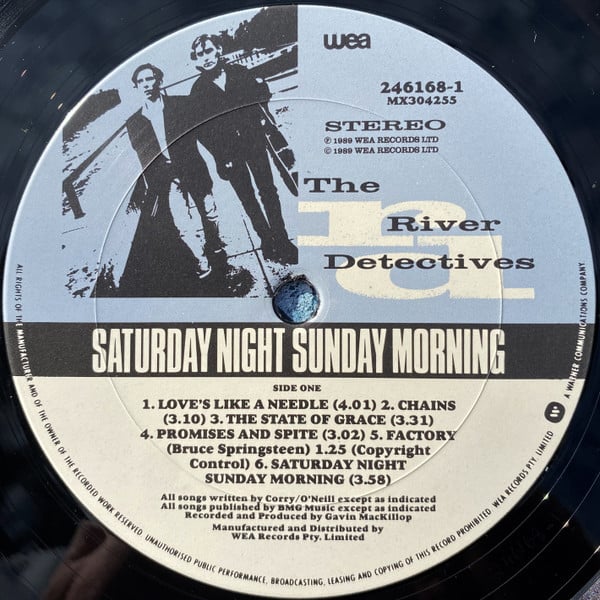 wea
246168-1
MX304255
STEREO
℗ 1989 WEA RECORDS LTD
© 1989 WEA RECORDS LTD
The
River
Detectives
rd
SATURDAY NIGHT SUNDAY MORNING
SIDE ONE
1. LOVE'S LIKE A NEEDLE (4.01) 2. CHAINS
(3.10) 3. THE STATE OF GRACE (3.31)
4. PROMISES AND SPITE (3.02) 5. FACTORY
(Bruce Springsteen) 1.25 (Copyright
Control) 6. SATURDAY NIGHT
SUNDAY MORNING (3.58)
All songs written by Corry/O'Neill except as indicated
All songs published by BMG Music except as indicated
Recorded and Produced by Gavin MacKillop
Manufactured and Distributed by
WEA Records Pty. Limited
ALL RIGHTS OF THE MANUFACTURER AND OF THE OWNER OF THE RECORDED WORK RESERVED. UNAUTHORISED PUBLIC PERFORMANCE, BROADCASTING, LEASING AND COPYING OF THIS RECORD PROHIBITED. WEA RECORDS PTY. LIMITED
A WARNER COMMUNICATIONS COMPANY